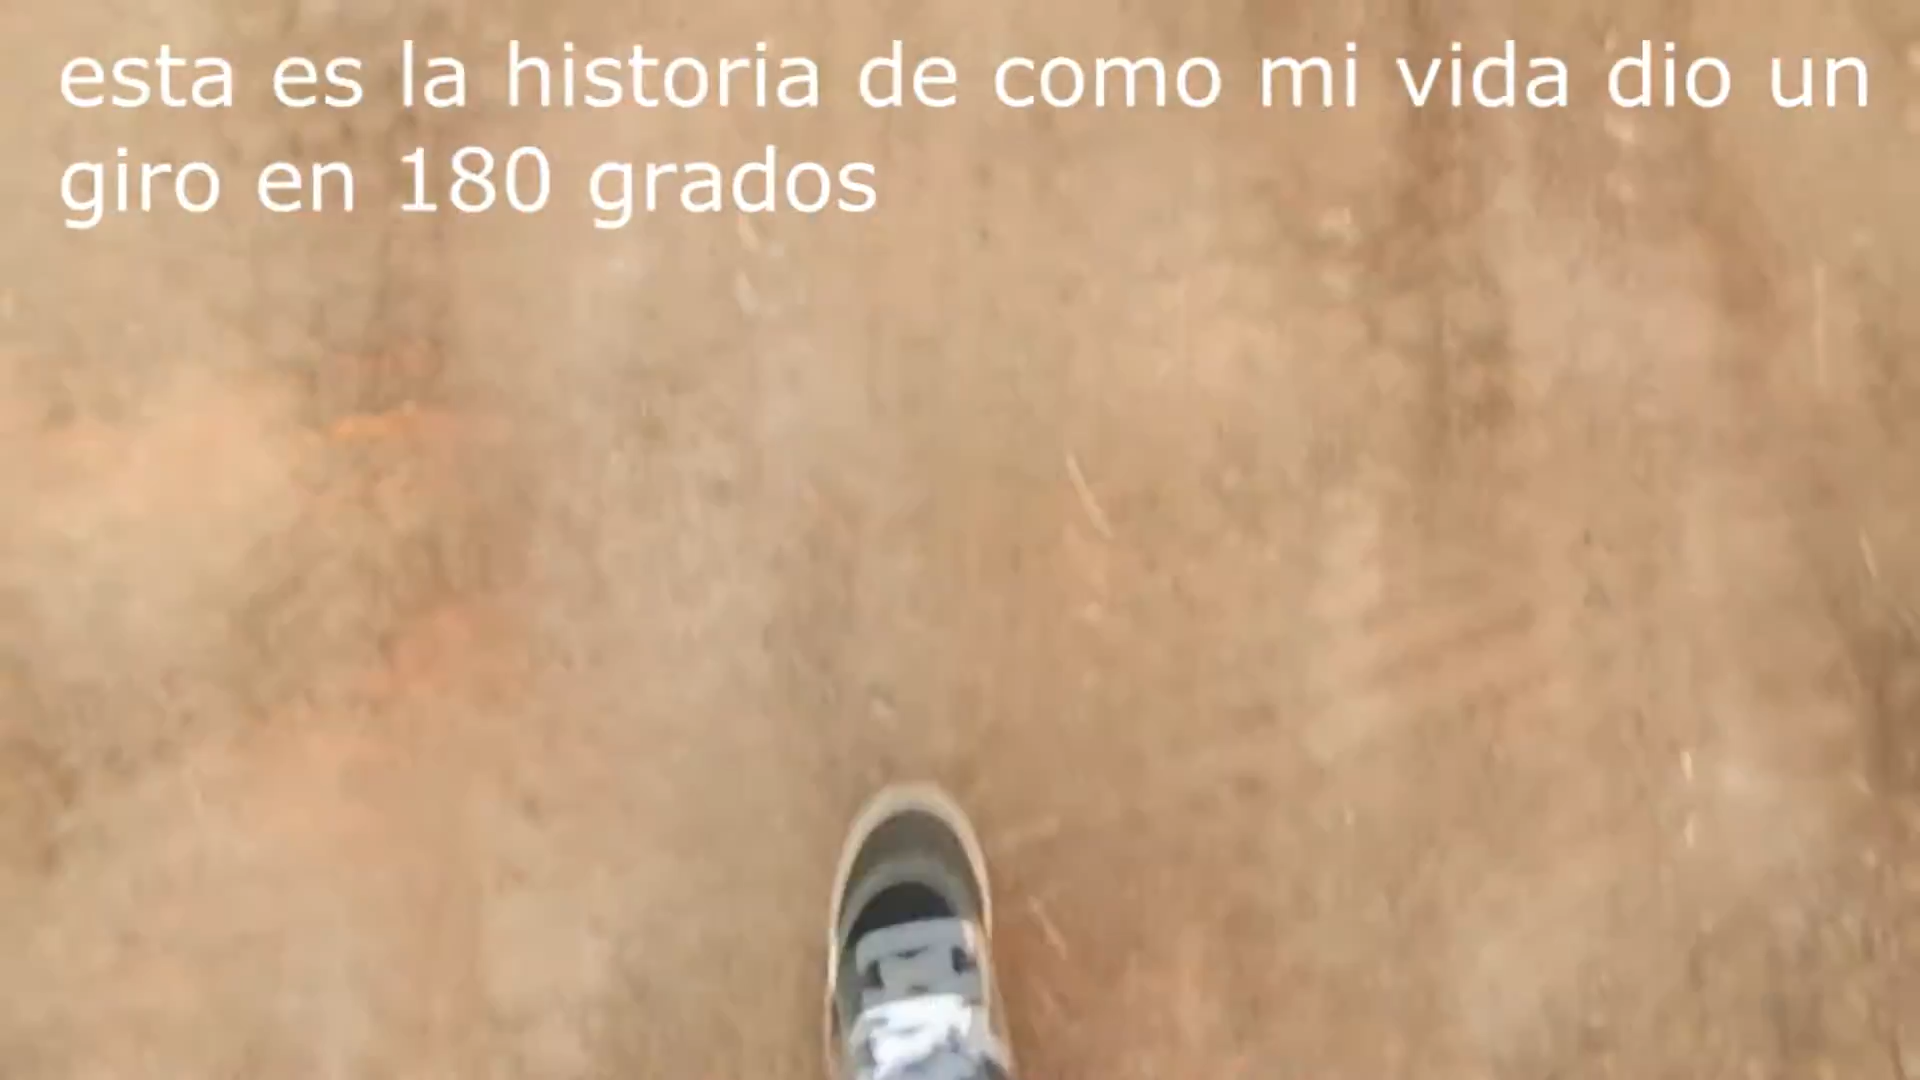 esta es la historia de como mi vida dio un
giro en 180 grados